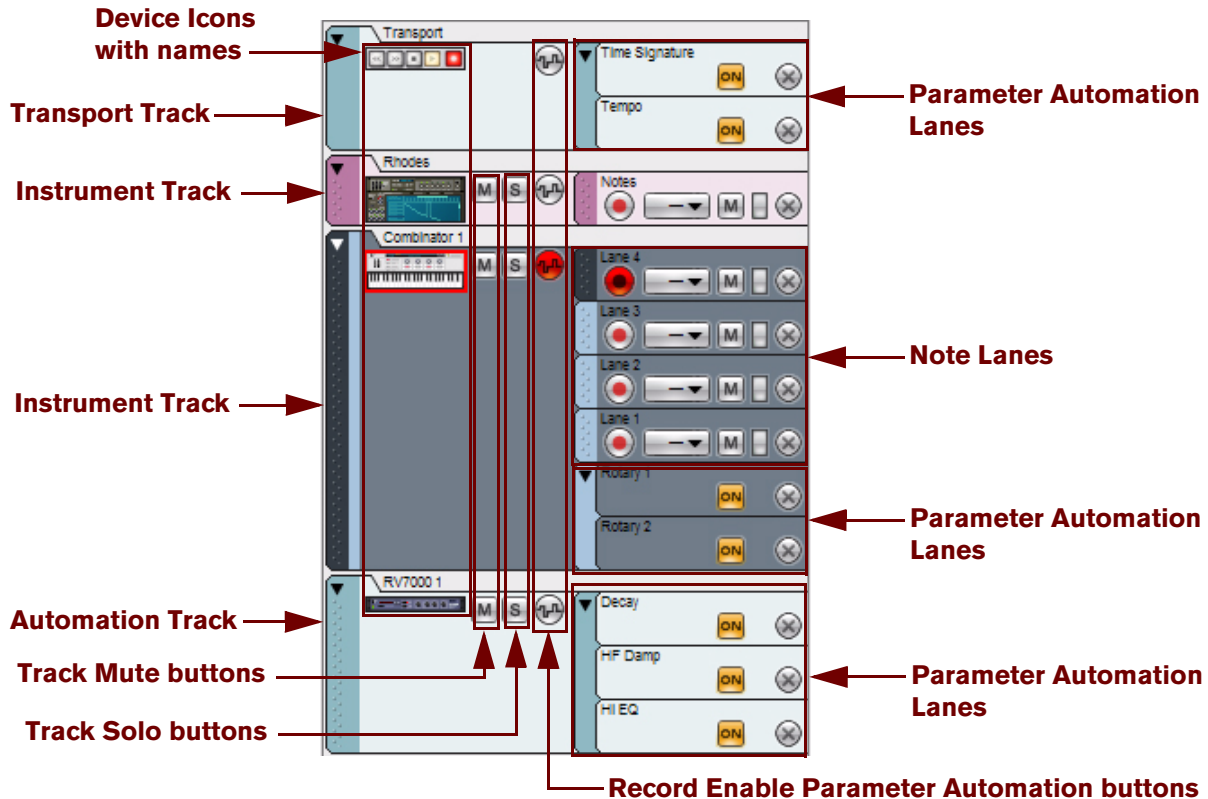 Device Icons
with names
Transport
Time Signature
ON
Tempo
ON
Parameter Automation
Lanes
Transport Track
Rhodes
Instrument Track
M S
Notes
M
Combinator 1
M S
Lane 4
M
Lane 3
M
Lane 2
M
Lane 1
M
Note Lanes
Instrument Track
Rotary 1
ON
Rotary 2
ON
Parameter Automation
Lanes
RV7000 1
M S
Decay
ON
HF Damp
ON
HI EQ
ON
Parameter Automation
Lanes
Automation Track
Track Mute buttons
Track Solo buttons
Record Enable Parameter Automation buttons